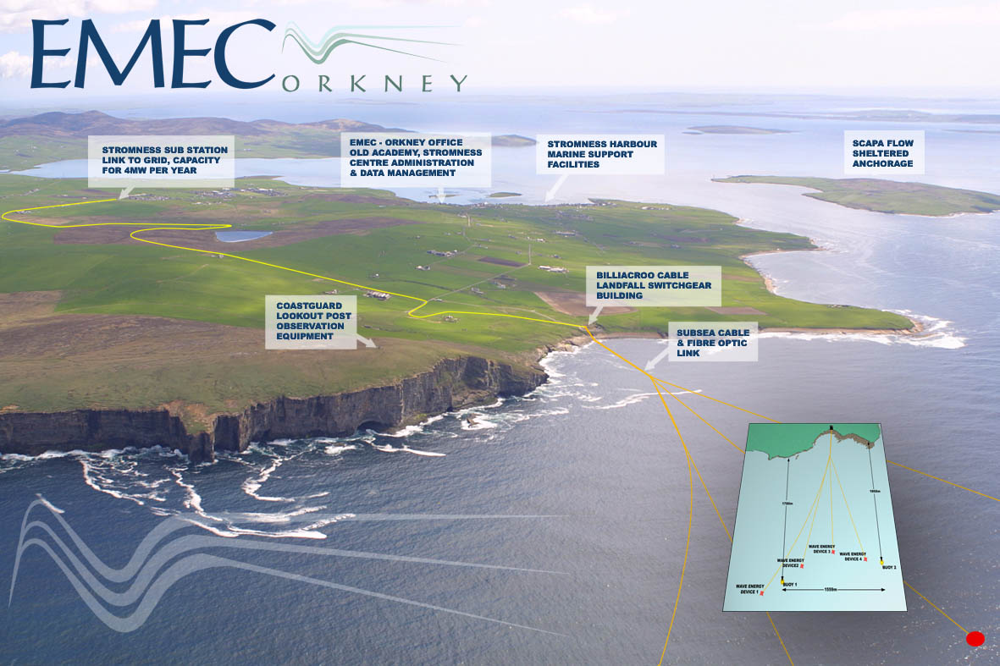 EMEC
ORKNEY
STROMNESS SUB STATION
LINK TO GRID, CAPACITY
FOR 4MW PER YEAR
EMEC - ORKNEY OFFICE
OLD ACADEMY, STROMNESS
CENTRE ADMINISTRATION
& DATA MANAGEMENT
STROMNESS HARBOUR
MARINE SUPPORT
FACILITIES
SCAPA FLOW
SHELTERED
ANCHORAGE
BILLIACROO CABLE
LANDFALL SWITCHGEAR
BUILDING
COASTGUARD
LOOKOUT POST
OBSERVATION
EQUIPMENT
SUBSEA CABLE
& FIBRE OPTIC
LINK
WAVE ENERGY
DEVICE 3
WAVE ENERGY
DEVICE 4
WAVE ENERGY
DEVICE2
BUOY 2
WAVE ENERGY
DEVICE 1
BUOY 1